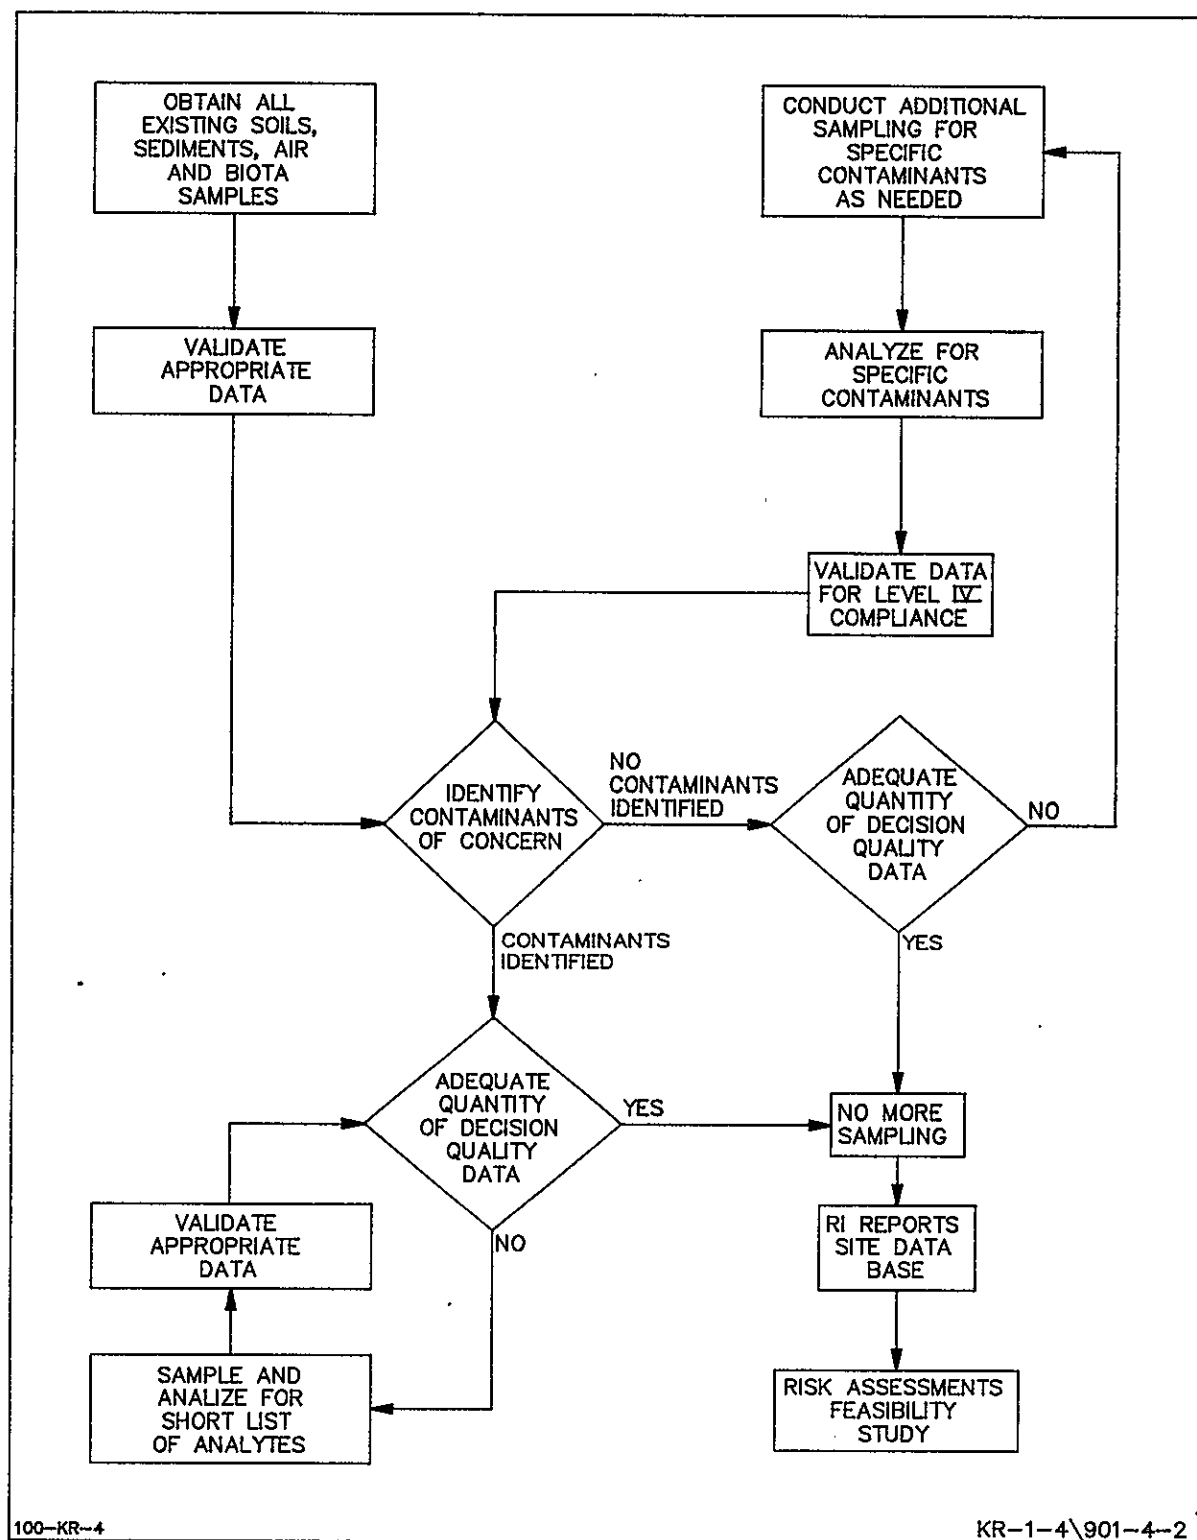 OBTAIN ALL
EXISTING SOILS,
SEDIMENTS, AIR
AND BIOTA
SAMPLES
CONDUCT ADDITIONAL
SAMPLING FOR
SPECIFIC
CONTAMINANTS
AS NEEDED
VALIDATE
APPROPRIATE
DATA
ANALYZE FOR
SPECIFIC
CONTAMINANTS
VALIDATE DATA
FOR LEVEL IV
COMPLIANCE
IDENTIFY
CONTAMINANTS
OF CONCERN
NO
CONTAMINANTS
IDENTIFIED
ADEQUATE
QUANTITY
OF DECISION
QUALITY
DATA
NO
YES
CONTAMINANTS
IDENTIFIED
ADEQUATE
QUANTITY
OF DECISION
QUALITY
DATA
YES
NO
NO MORE
SAMPLING
VALIDATE
APPROPRIATE
DATA
RI REPORTS
SITE DATA
BASE
SAMPLE AND
ANALIZE FOR
SHORT LIST
OF ANALYTES
RISK ASSESSMENTS
FEASIBILITY
STUDY
100-KR-4
KR-1-4\901-4-2